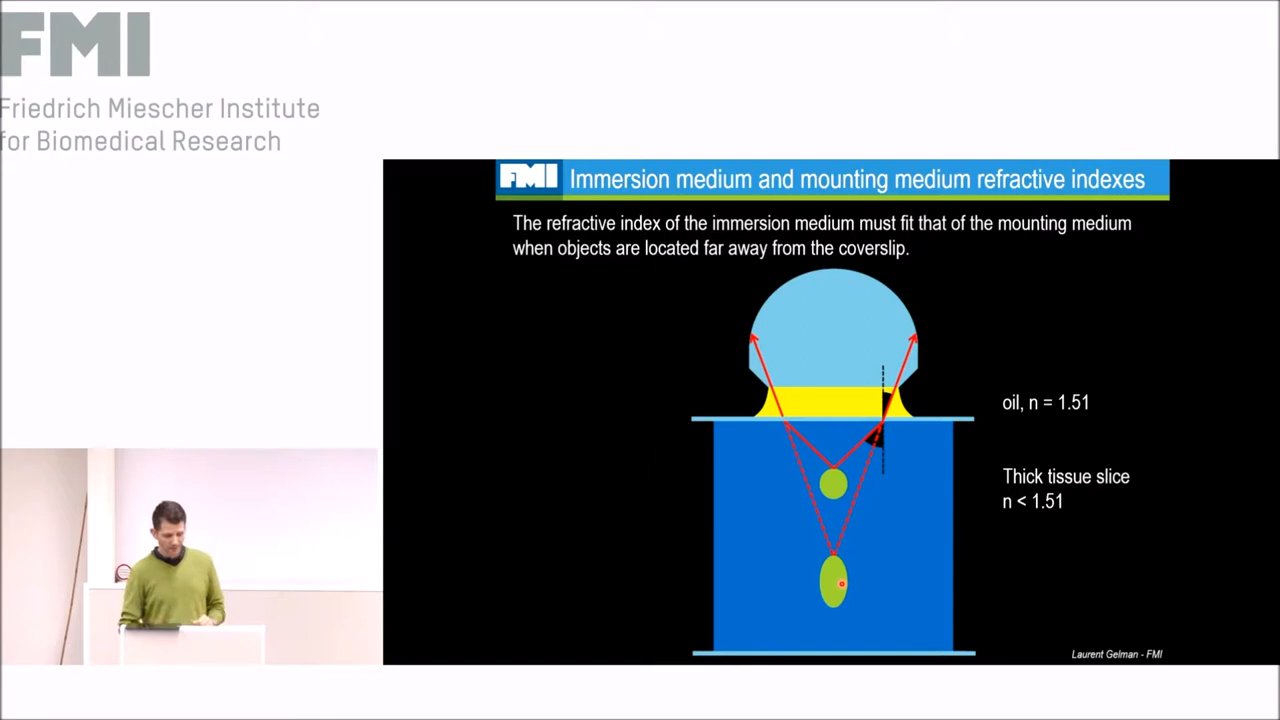 FMI
Friedrich Miescher Institute
for Biomedical Research
FMI Immersion medium and mounting medium refractive indexes
The refractive index of the immersion medium must fit that of the mounting medium
when objects are located far away from the coverslip.
oil, n = 1.51
Thick tissue slice
n < 1.51
Laurent Gelman - FMI